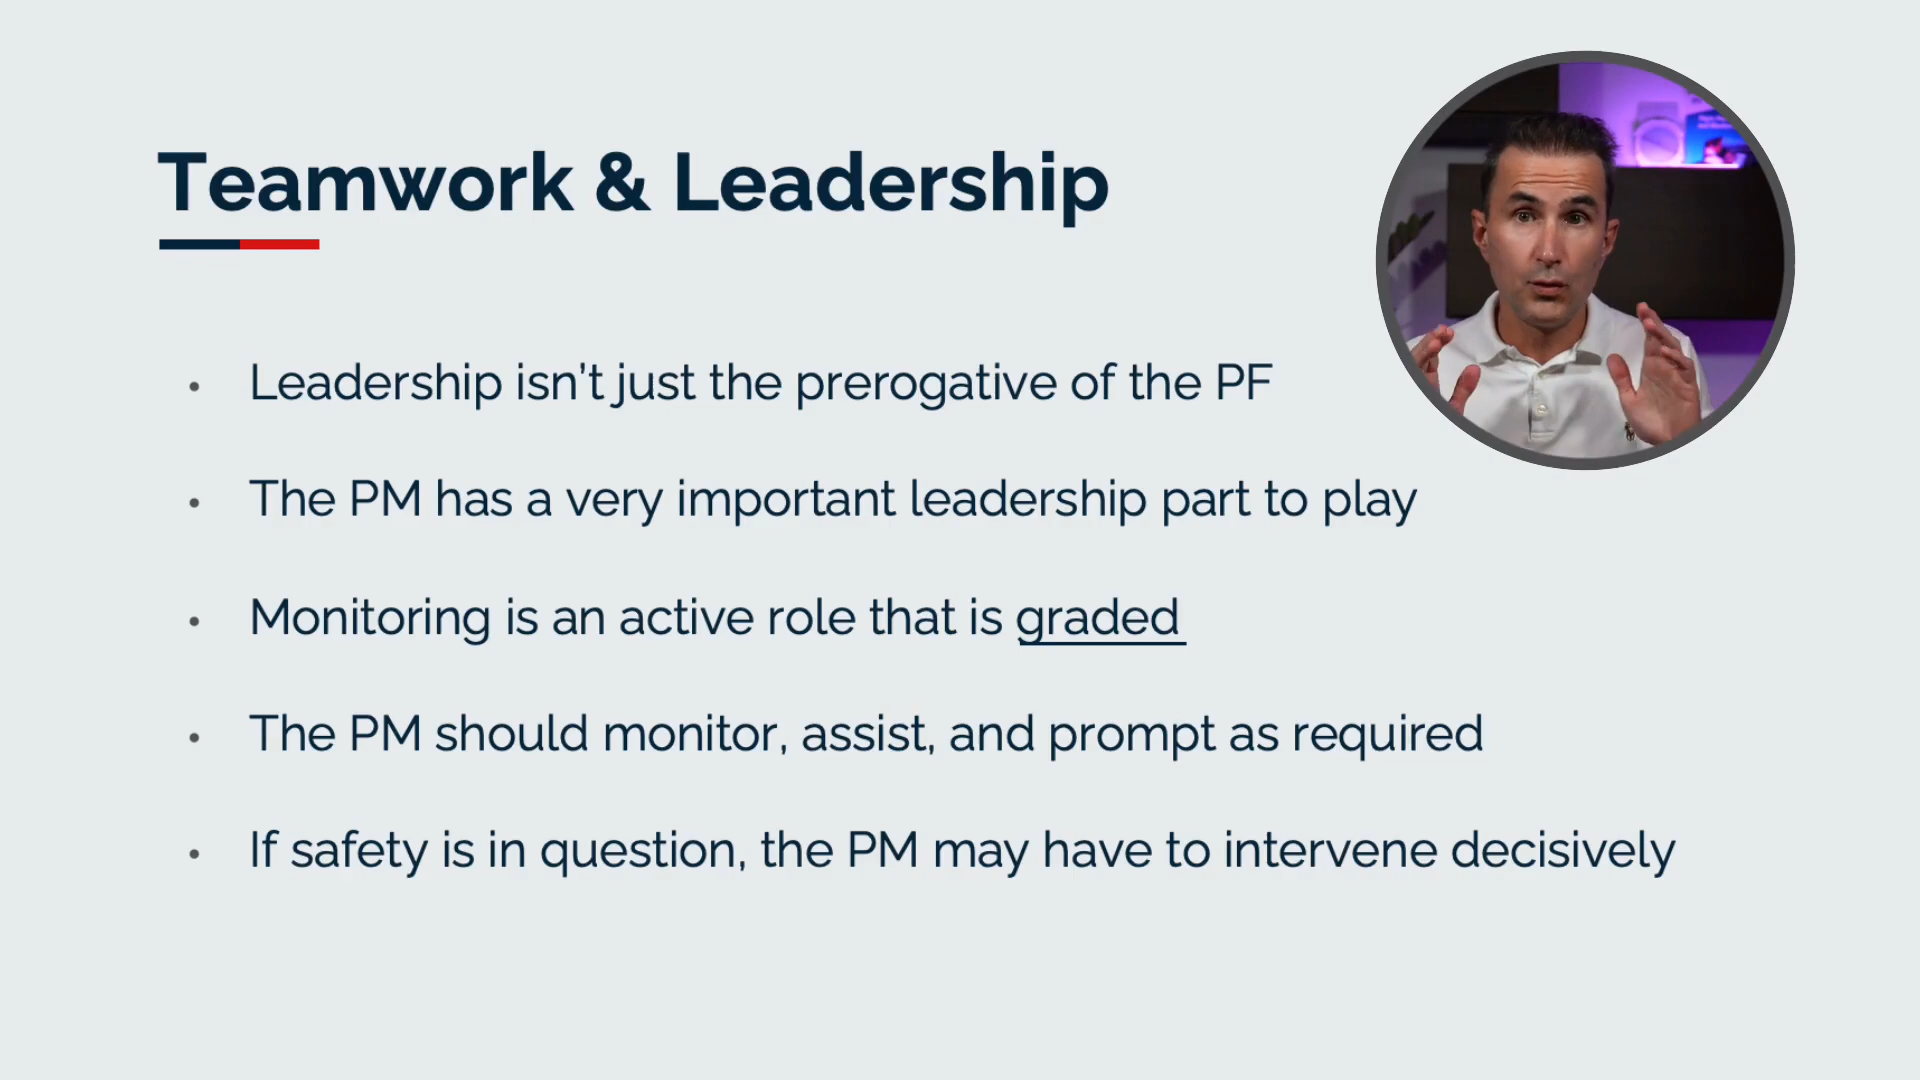 Teamwork & Leadership
• Leadership isn't just the prerogative of the PF
• The PM has a very important leadership part to play
• Monitoring is an active role that is graded
• The PM should monitor, assist, and prompt as required
• If safety is in question, the PM may have to intervene decisively